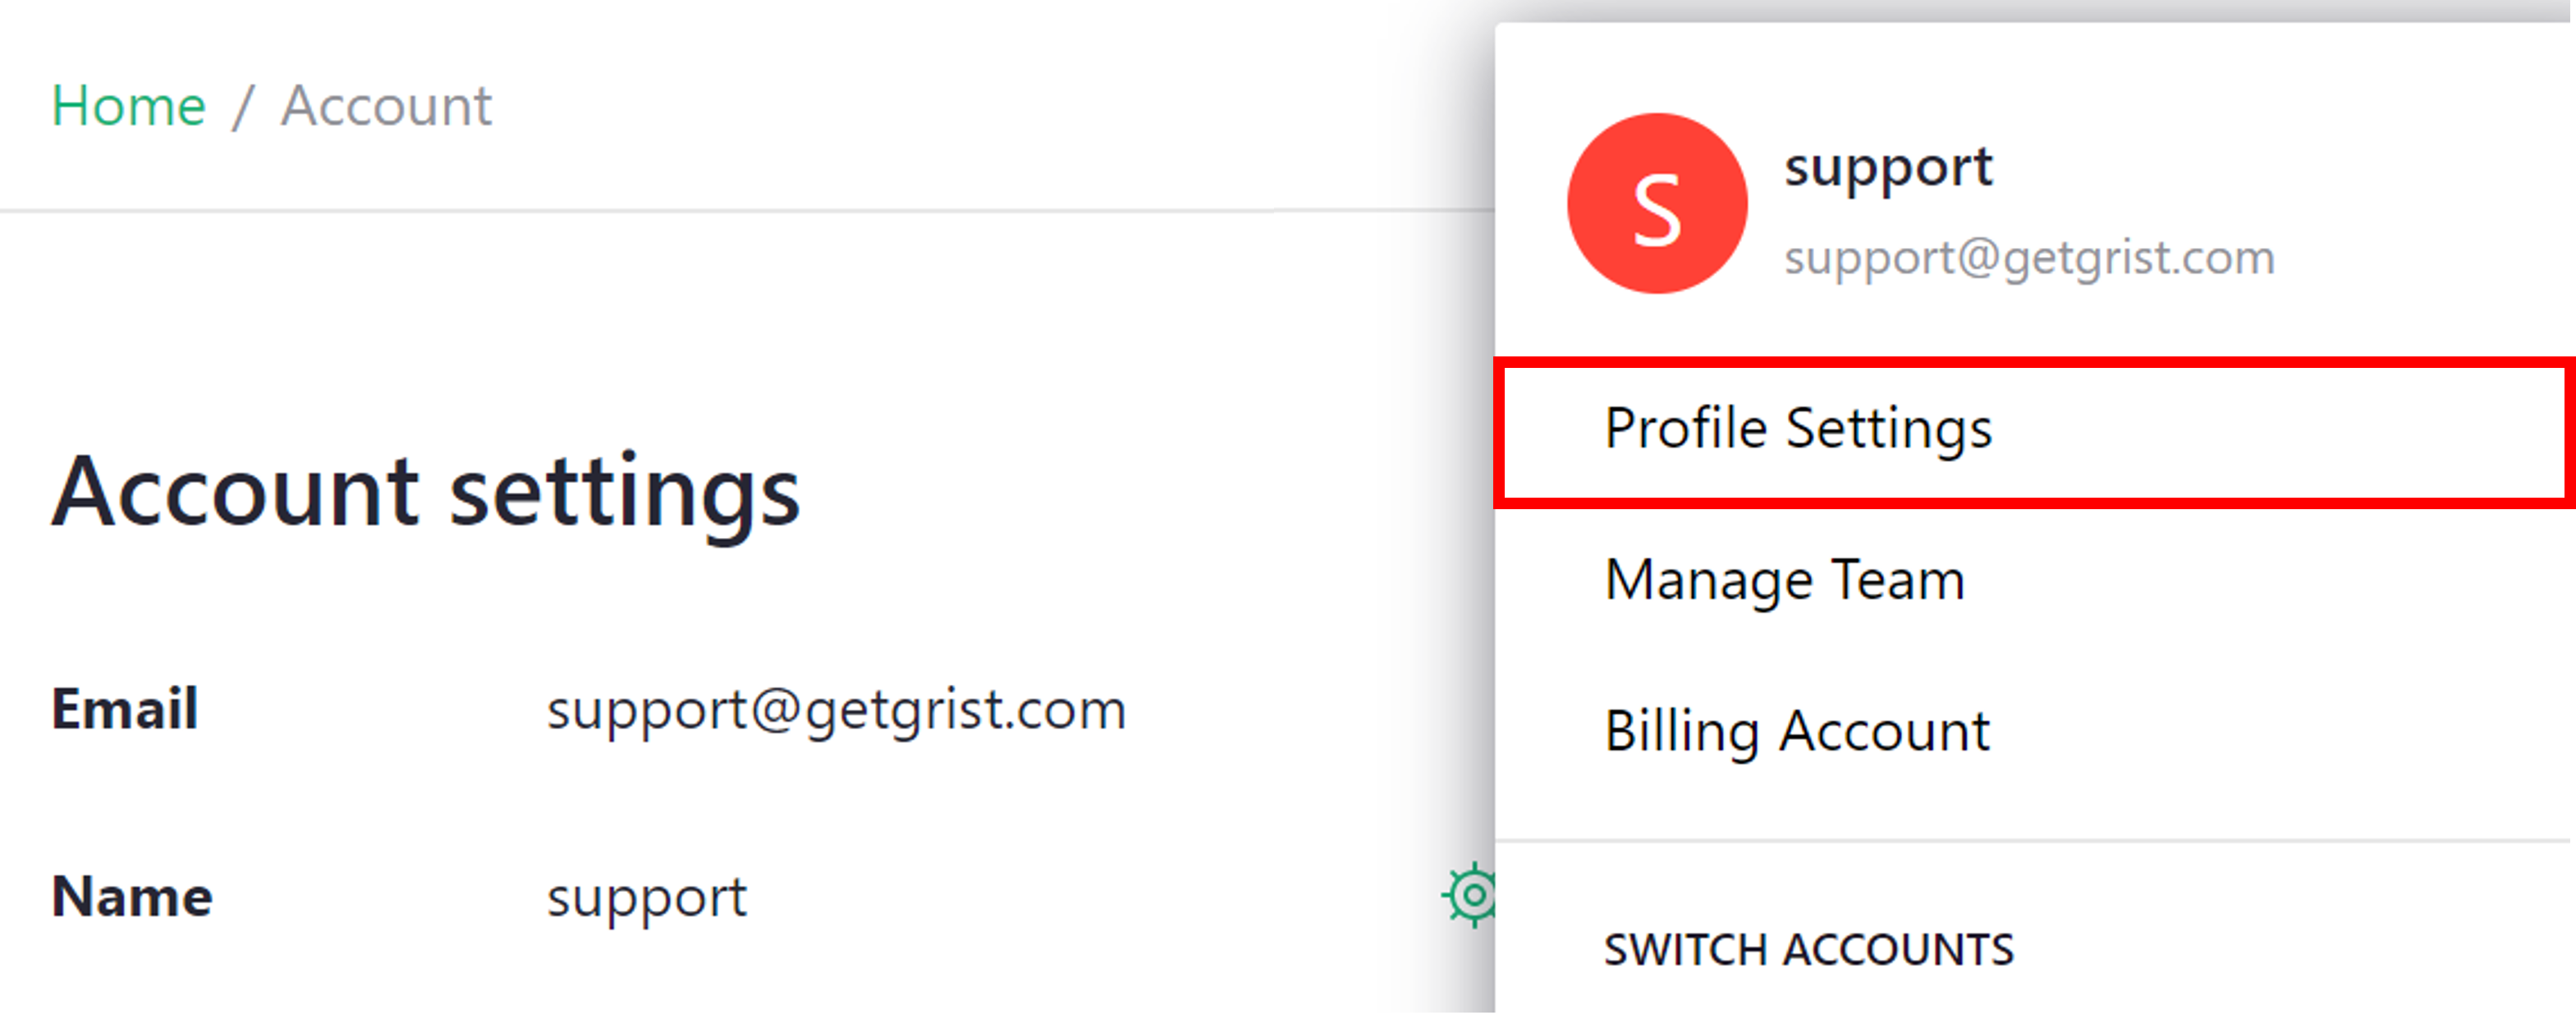 Home / Account
Account settings
Email support@getgrist.com
Name support
S
support
support@getgrist.com
Profile Settings
Manage Team
Billing Account
SWITCH ACCOUNTS